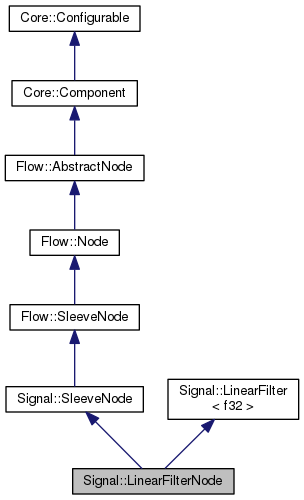 Core::Configurable
Core::Component
Flow::AbstractNode
Flow::Node
Flow::SleeveNode
Signal::SleeveNode
Signal::LinearFilter
< f32 >
Signal::LinearFilterNode